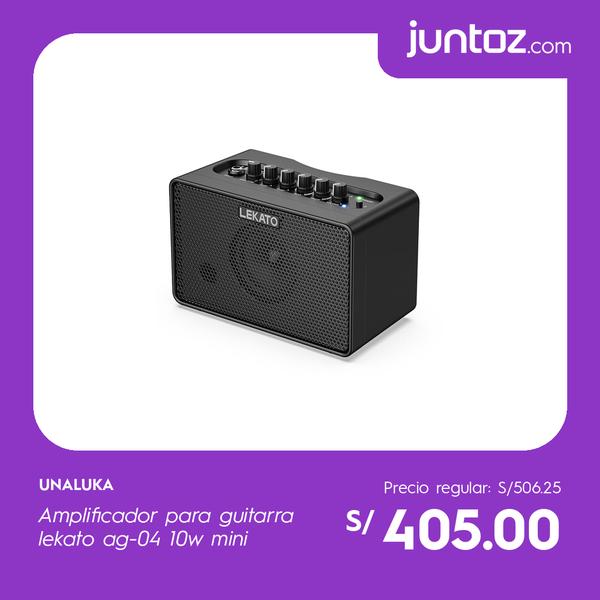 juntoz.com
LEKATO
UNALUKA
Amplificador para guitarra
lekato ag-04 10w mini
Precio regular: S/506.25
S/ 405.00